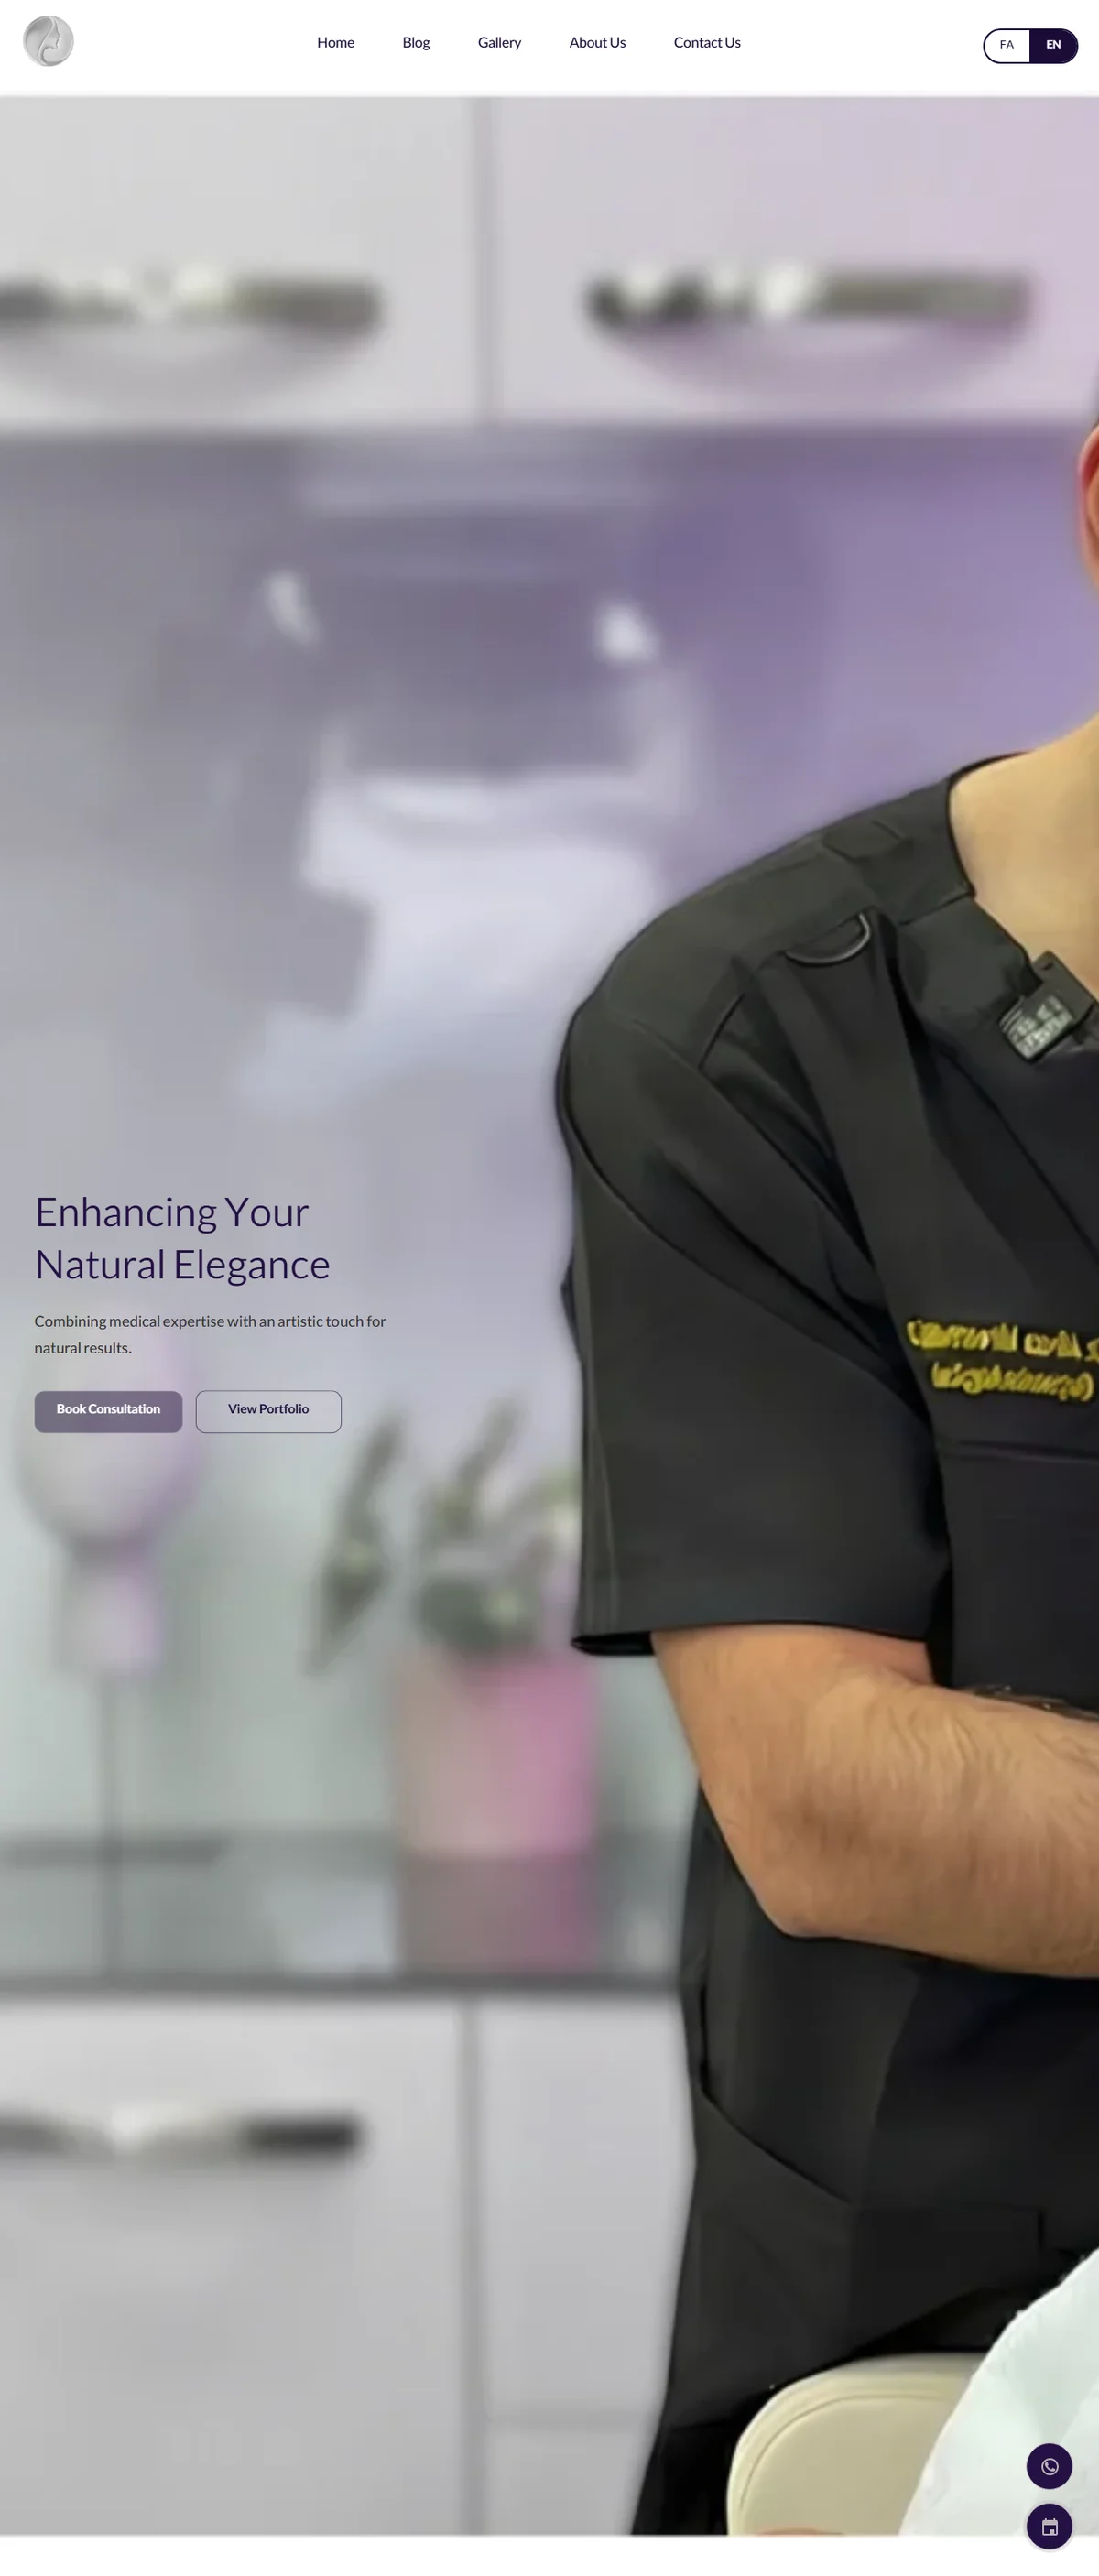 Home
Blog
Gallery
About Us
Contact Us
FA
EN
Enhancing Your
Natural Elegance
Combining medical expertise with an artistic touch for
natural results.
Book Consultation
View Portfolio